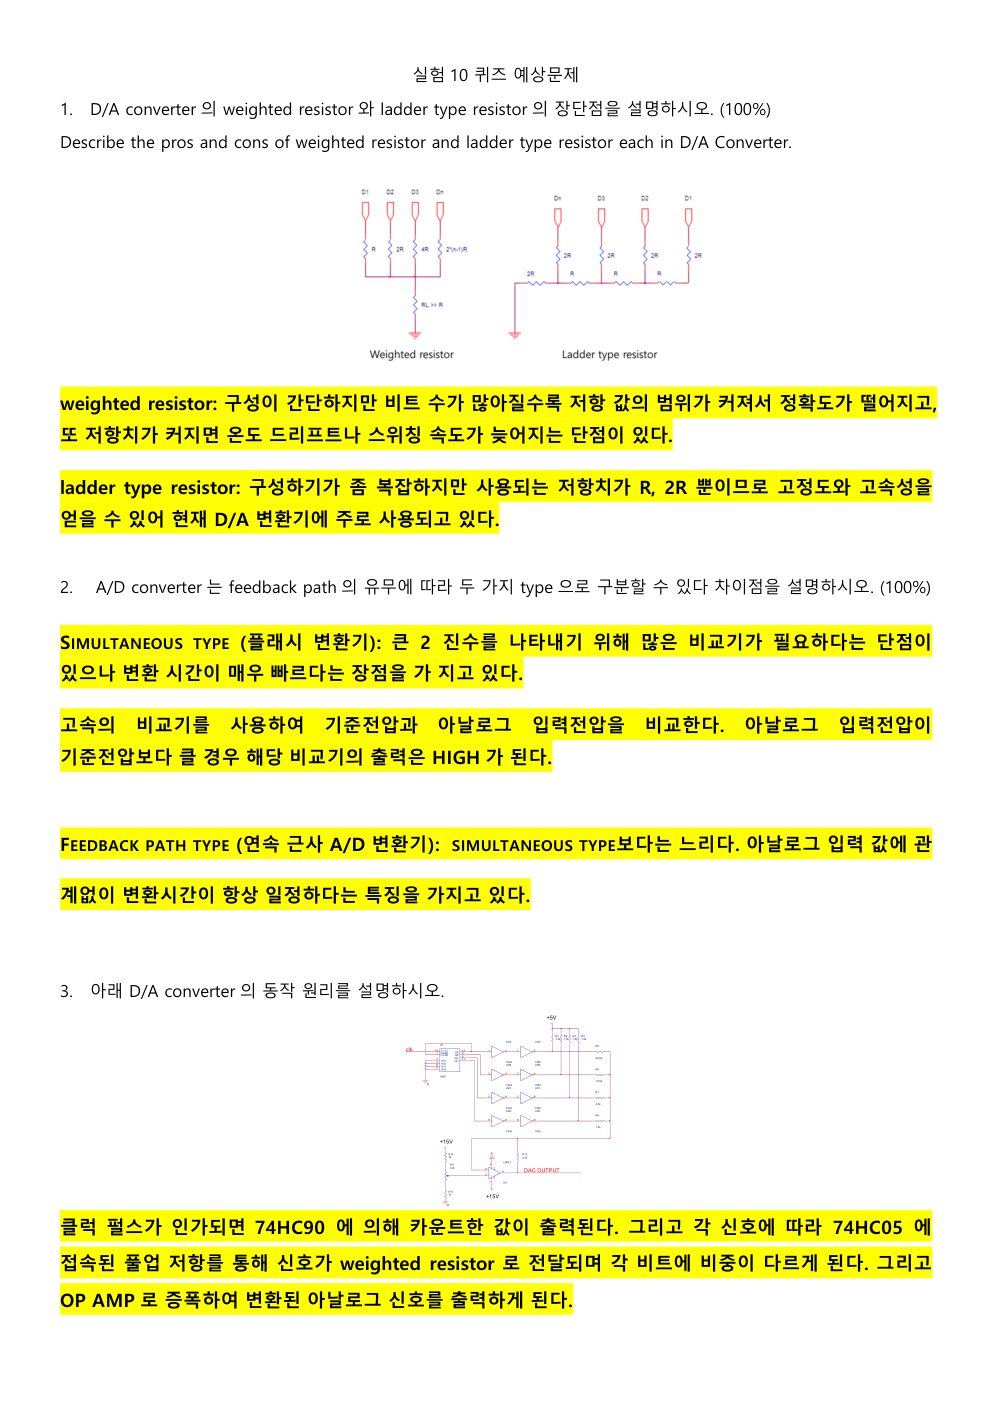 실험 10 퀴즈 예상문제
1. D/A converter 의 weighted resistor 와 ladder type resistor 의 장단점을 설명하시오. (100%)
Describe the pros and cons of weighted resistor and ladder type resistor each in D/A Converter.
D1 D2 D3 Dn
R 2R 4R 2^(n-1)R
RL >> R
Weighted resistor
Dn D3 D2 D1
2R 2R 2R 2R
2R R R R
Ladder type resistor
weighted resistor: 구성이 간단하지만 비트 수가 많아질수록 저항 값의 범위가 커져서 정확도가 떨어지고,
또 저항치가 커지면 온도 드리프트나 스위칭 속도가 늦어지는 단점이 있다.
ladder type resistor: 구성하기가 좀 복잡하지만 사용되는 저항치가 R, 2R 뿐이므로 고정도와 고속성을
얻을 수 있어 현재 D/A 변환기에 주로 사용되고 있다.
2. A/D converter 는 feedback path 의 유무에 따라 두 가지 type 으로 구분할 수 있다 차이점을 설명하시오. (100%)
SIMULTANEOUS TYPE (플래시 변환기): 큰 2 진수를 나타내기 위해 많은 비교기가 필요하다는 단점이
있으나 변환 시간이 매우 빠르다는 장점을 가 지고 있다.
고속의 비교기를 사용하여 기준전압과 아날로그 입력전압을 비교한다. 아날로그 입력전압이
기준전압보다 클 경우 해당 비교기의 출력은 HIGH 가 된다.
FEEDBACK PATH TYPE (연속 근사 A/D 변환기): SIMULTANEOUS TYPE보다는 느리다. 아날로그 입력 값에 관
계없이 변환시간이 항상 일정하다는 특징을 가지고 있다.
3. 아래 D/A converter 의 동작 원리를 설명하시오.
+5V
clk
+15V
DAC OUTPUT
+15V
클럭 펄스가 인가되면 74HC90 에 의해 카운트한 값이 출력된다. 그리고 각 신호에 따라 74HC05 에
접속된 풀업 저항를 통해 신호가 weighted resistor 로 전달되며 각 비트에 비중이 다르게 된다. 그리고
OP AMP 로 증폭하여 변환된 아날로그 신호를 출력하게 된다.